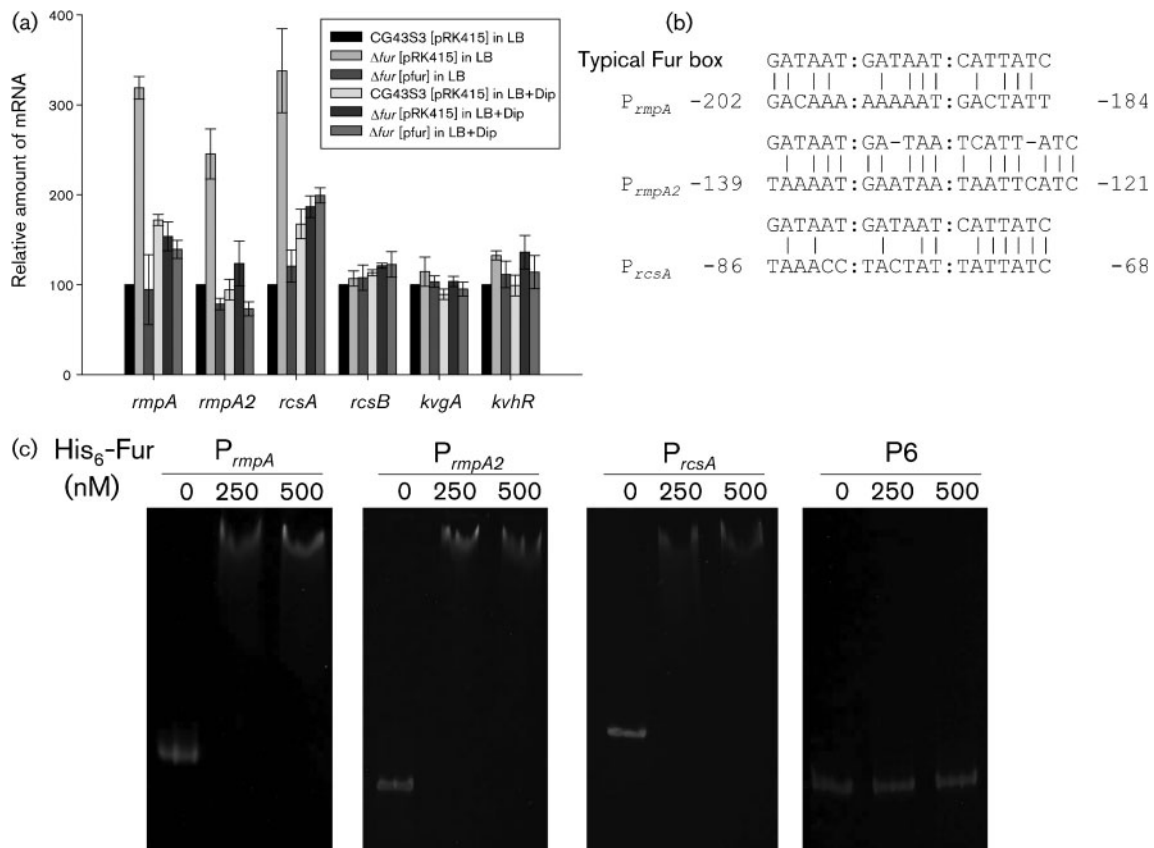 (a)
400
300
200
100
0
Relative amount of mRNA
CG43S3 [pRK415] in LB
Δfur [pRK415] in LB
Δfur [pfur] in LB
CG43S3 [pRK415] in LB+Dip
Δfur [pRK415] in LB+Dip
Δfur [pfur] in LB+Dip
rmpA rmpA2 rcsA rcsB kvgA kvhR
(b)
Typical Fur box GATAAT:GATAAT:CATTATC
PrmpA -202 GACAAA:AAAAAT:GACTATT -184
GATAAT:GA-TAA:TCATT-ATC
PrmpA2 -139 TAAAAT:GAATAA:TAATTCATC -121
GATAAT:GATAAT:CATTATC
PrcsA -86 TAAACC:TACTAT:TATTATC -68
(c) His6-Fur PrmpA PrmpA2 PrcsA P6
(nM) 0 250 500 0 250 500 0 250 500 0 250 500